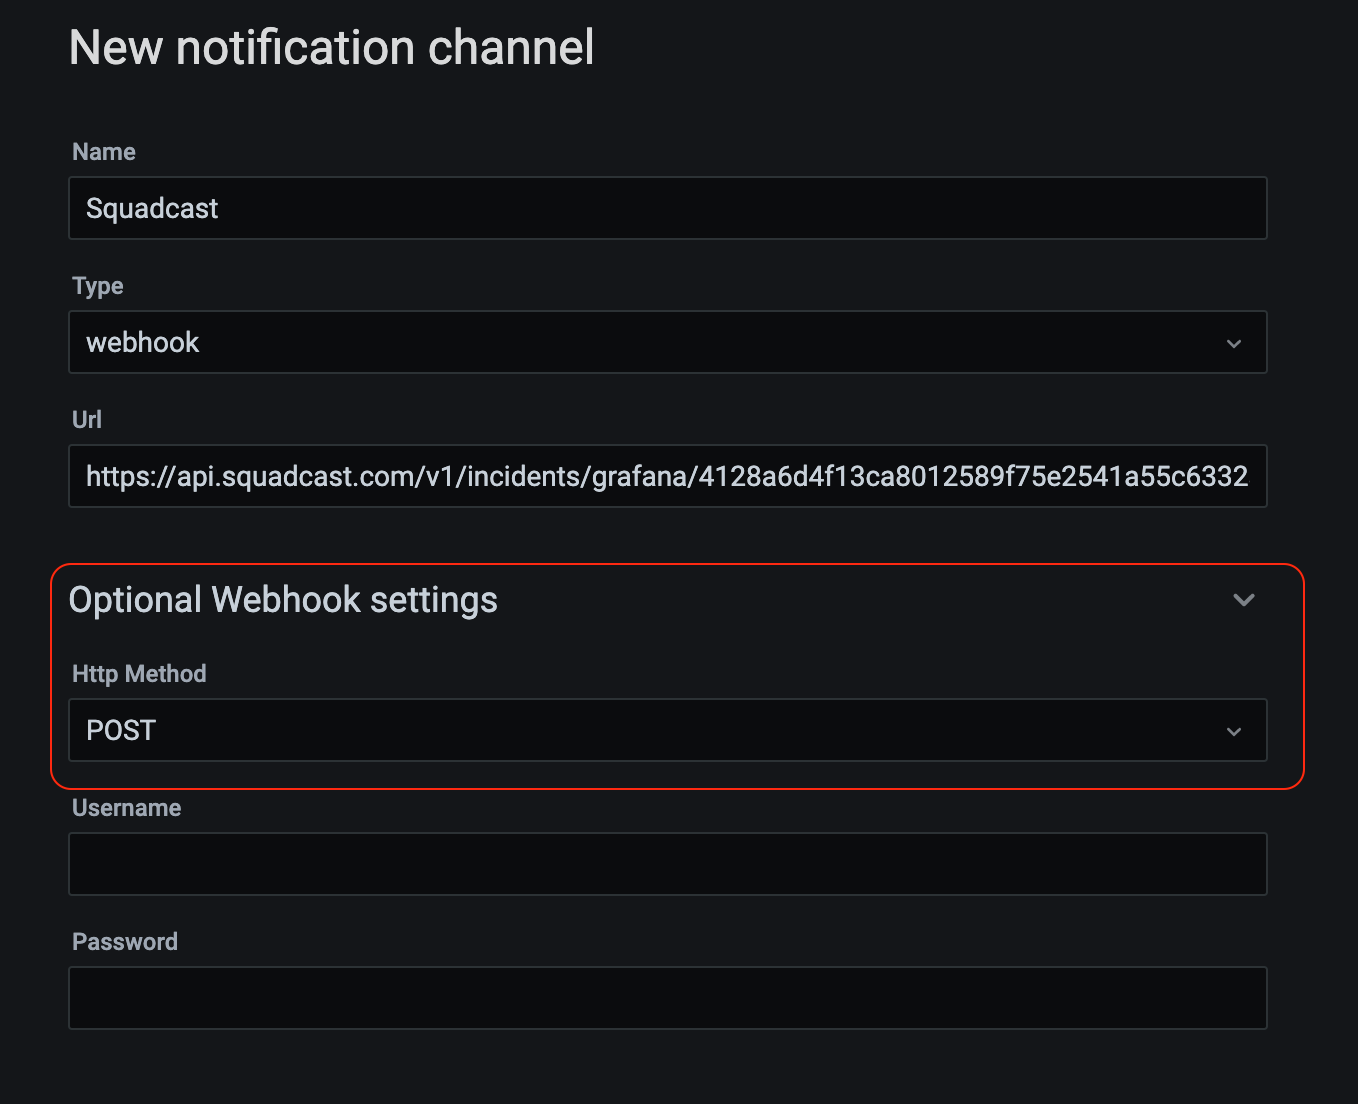 New notification channel
Name
Squadcast
Type
webhook
Url
https://api.squadcast.com/v1/incidents/grafana/4128a6d4f13ca8012589f75e2541a55c6332
Optional Webhook settings
Http Method
POST
Username
Password